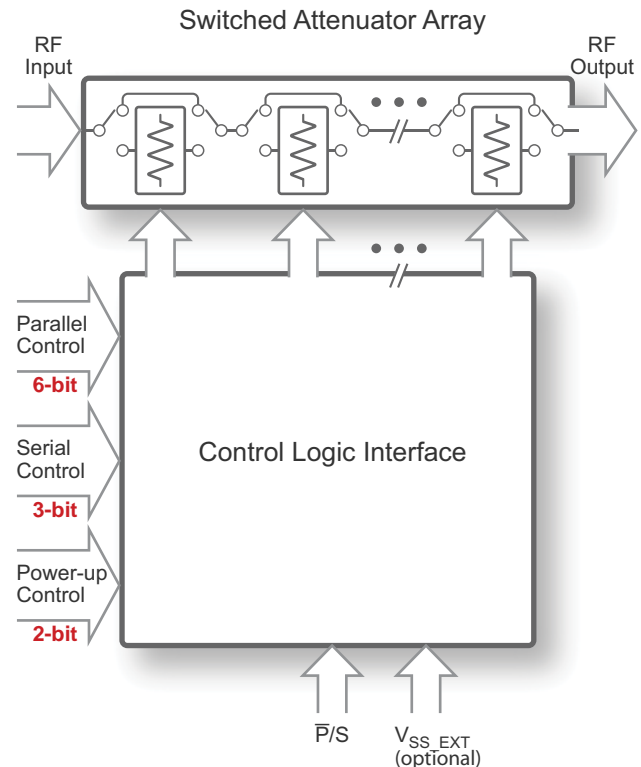 Switched Attenuator Array
RF
Input
RF
Output
Parallel
Control
6-bit
Serial
Control
3-bit
Power-up
Control
2-bit
Control Logic Interface
P̅/S
V_SS_EXT
(optional)